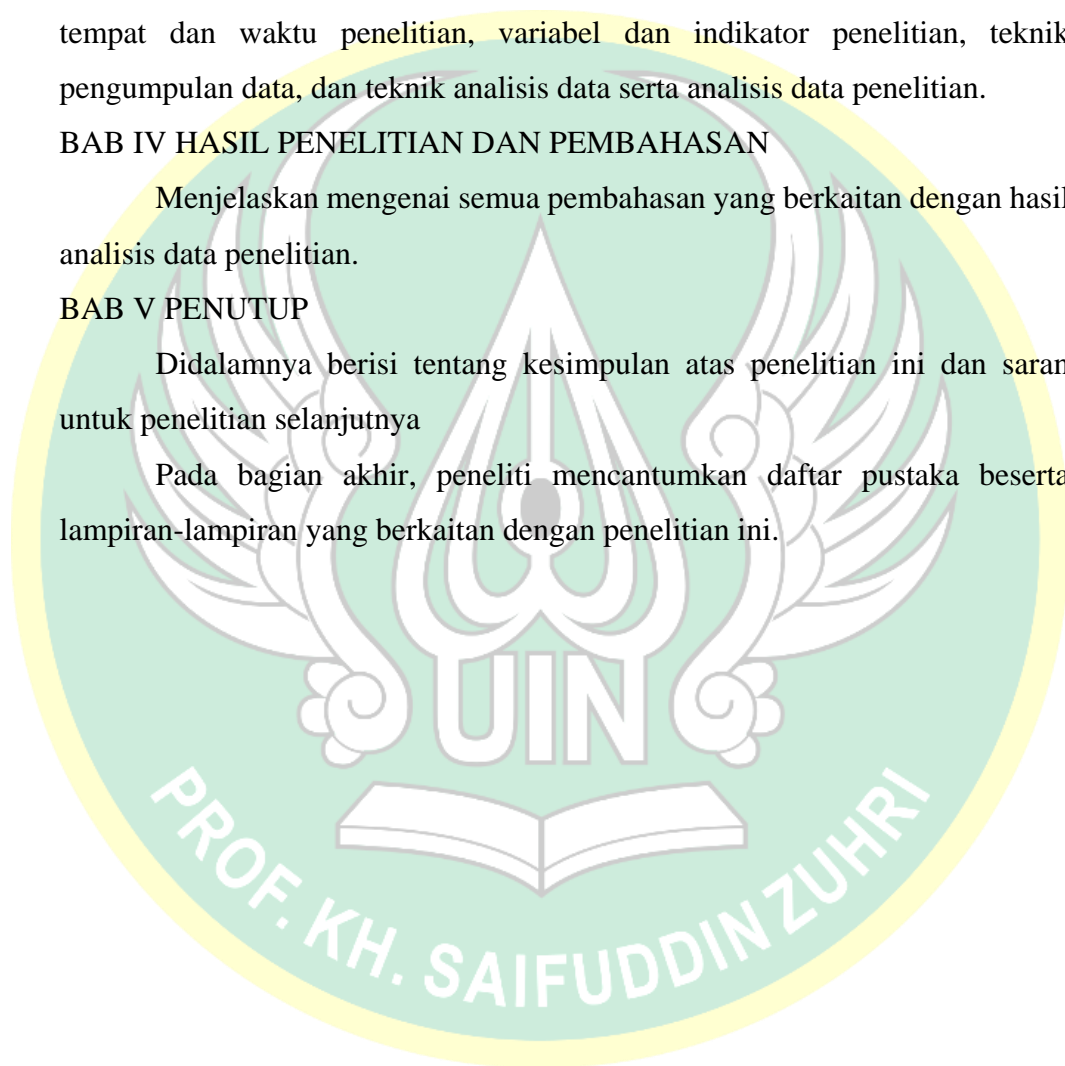 tempat dan waktu penelitian, variabel dan indikator penelitian, teknik
pengumpulan data, dan teknik analisis data serta analisis data penelitian.
BAB IV HASIL PENELITIAN DAN PEMBAHASAN
Menjelaskan mengenai semua pembahasan yang berkaitan dengan hasil
analisis data penelitian.
BAB V PENUTUP
Didalamnya berisi tentang kesimpulan atas penelitian ini dan saran
untuk penelitian selanjutnya
Pada bagian akhir, peneliti mencantumkan daftar pustaka beserta
lampiran-lampiran yang berkaitan dengan penelitian ini.
UIN
PROF. KH. SAIFUDDIN ZUHRI